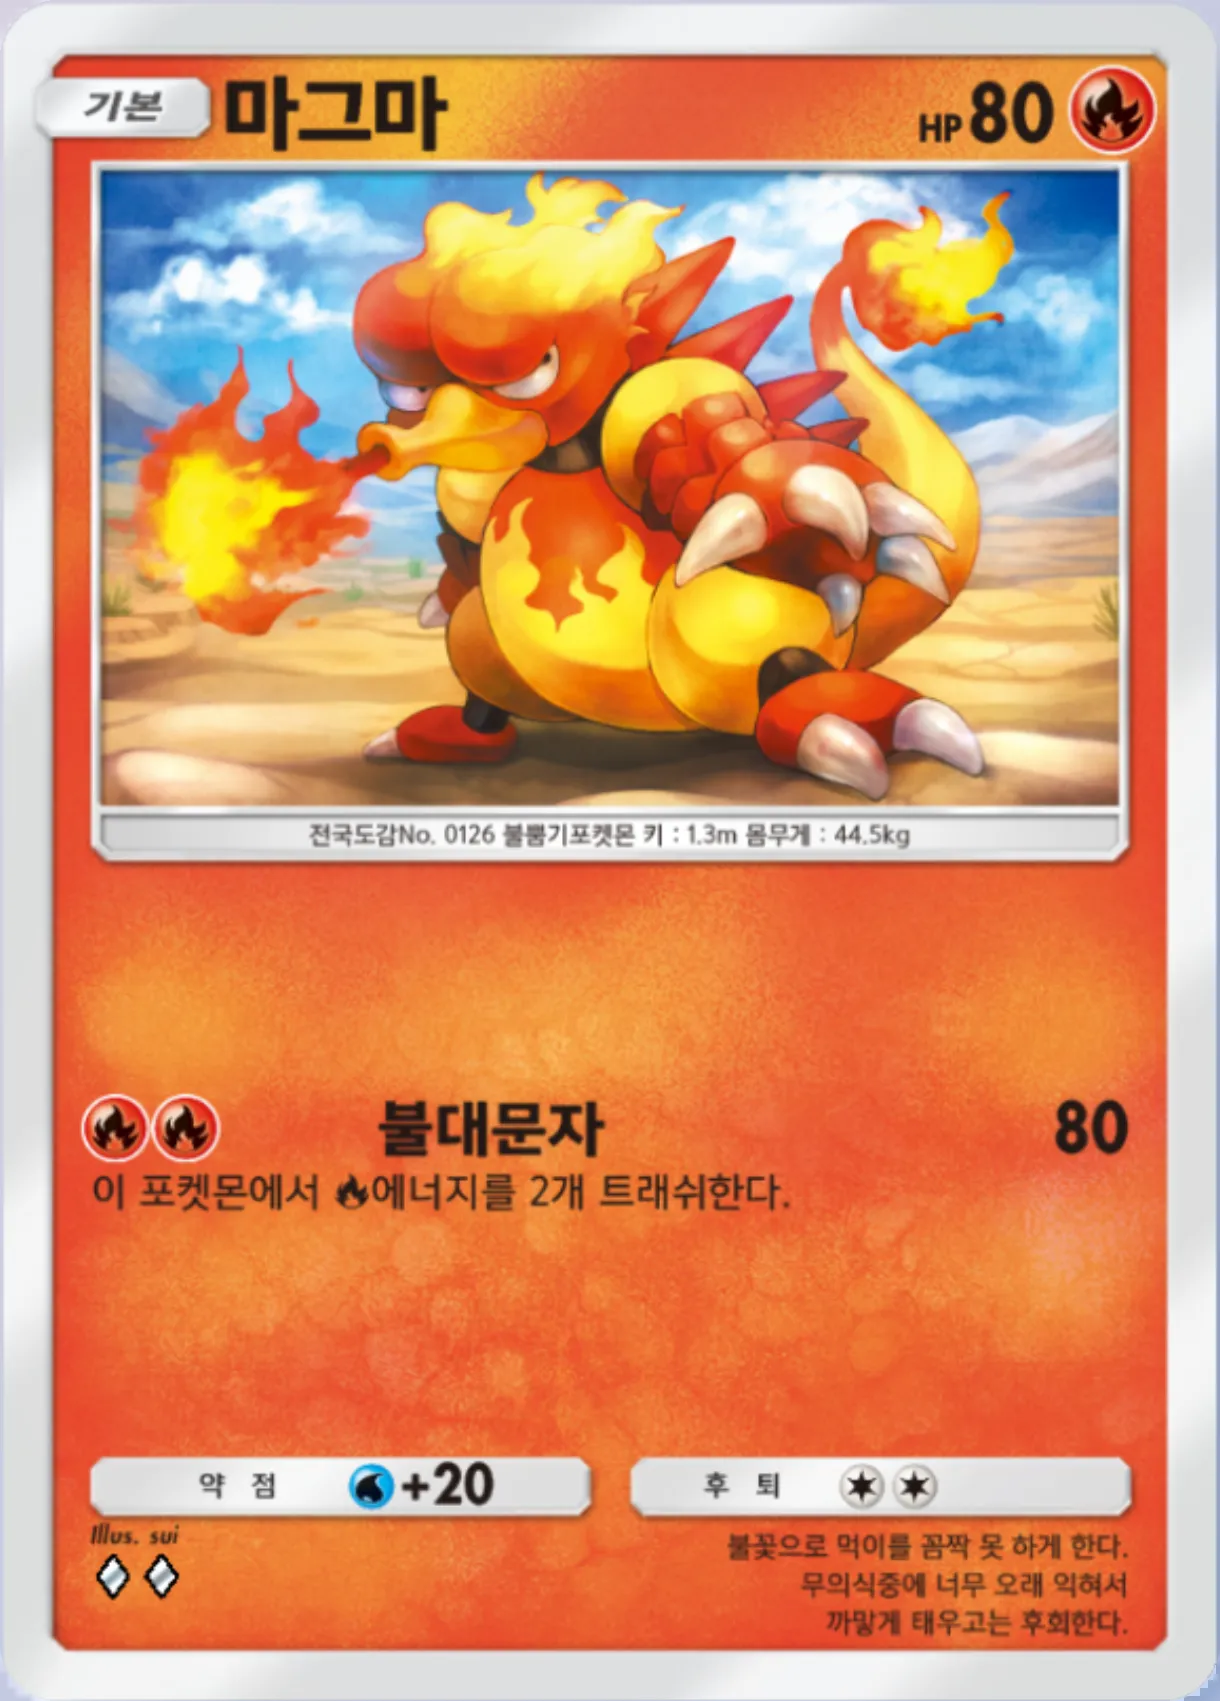 기본 마그마 HP 80
전국도감No. 0126 불뿜기포켓몬 키 : 1.3m 몸무게 : 44.5kg
불대문자 80
이 포켓몬에서 에너지를 2개 트래쉬한다.
약점 +20 후퇴
Illus. sui
불꽃으로 먹이를 꼼짝 못 하게 한다.
무의식중에 너무 오래 익혀서
까맣게 태우고는 후회한다.